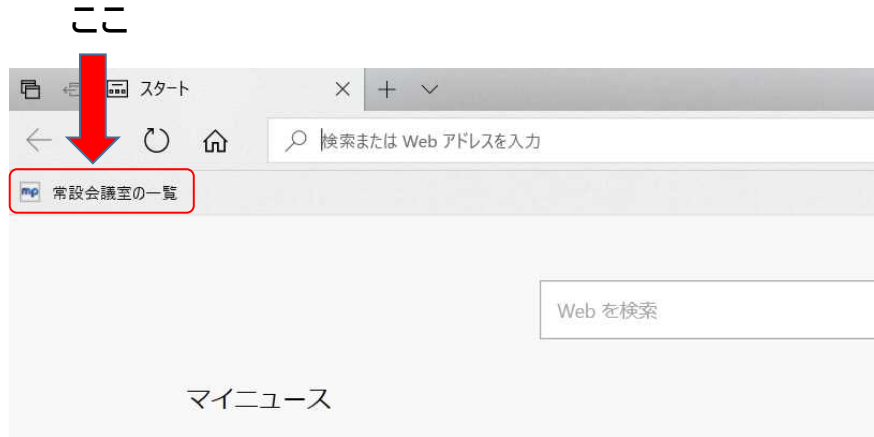 ここ
スタート
検索または Web アドレスを入力
mp 常設会議室の一覧
Web を検索
マイニュース